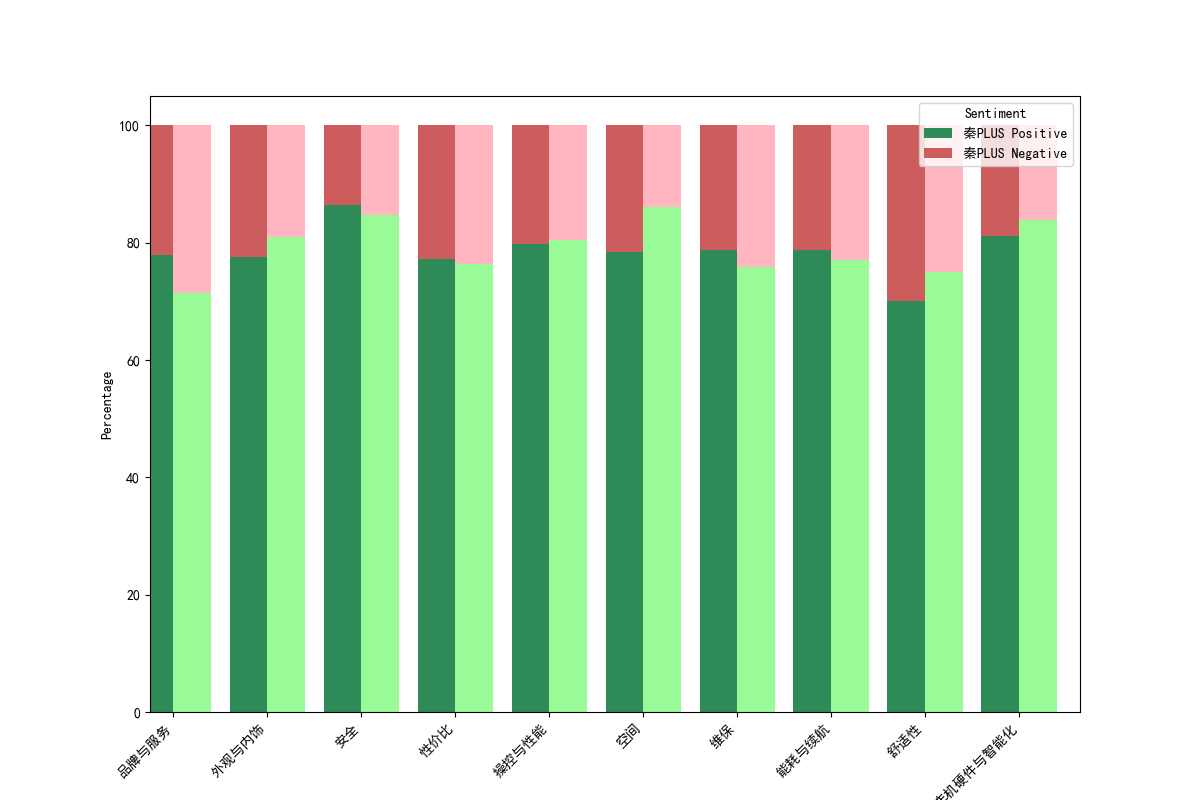 Sentiment
秦PLUS Positive
秦PLUS Negative
Percentage
100
80
60
40
20
0
品牌与服务
外观与内饰
安全
性价比
操控与性能
空间
维保
能耗与续航
舒适性
机硬件与智能化